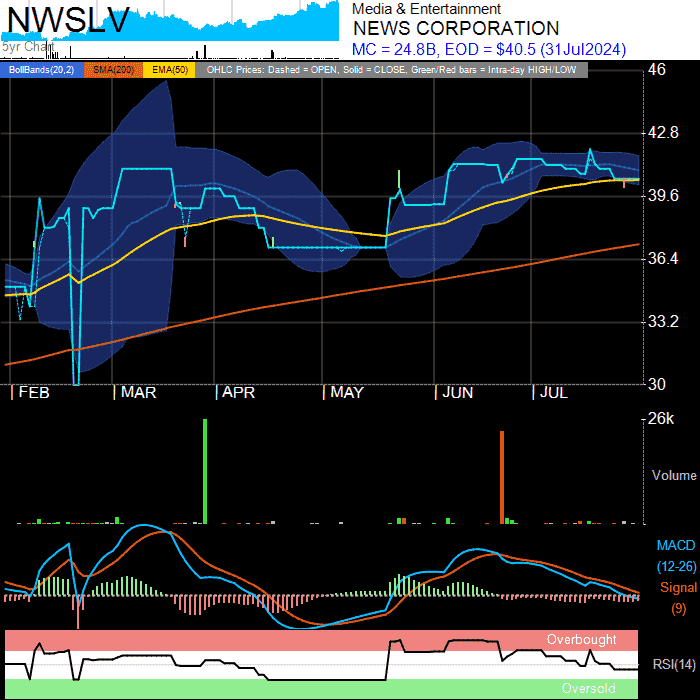 NWSLV
5yr Chart
Media & Entertainment
NEWS CORPORATION
MC = 24.8B, EOD = $40.5 (31Jul2024)
BollBands(20,2) SMA(200) EMA(50) OHLC Prices: Dashed = OPEN, Solid = CLOSE, Green/Red bars = Intra-day HIGH/LOW
46
42.8
39.6
36.4
33.2
30
FEB MAR APR MAY JUN JUL
26k
Volume
MACD
(12-26)
Signal
(9)
Overbought
RSI(14)
Oversold